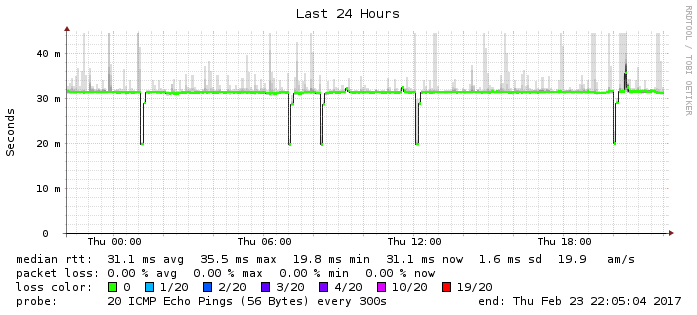 Last 24 Hours
RRDTOOL / TOBI OETIKER
Seconds
40 m
30 m
20 m
10 m
0
Thu 00:00 Thu 06:00 Thu 12:00 Thu 18:00
median rtt: 31.1 ms avg 35.5 ms max 19.8 ms min 31.1 ms now 1.6 ms sd 19.9 am/s
packet loss: 0.00 % avg 0.00 % max 0.00 % min 0.00 % now
loss color: 0 1/20 2/20 3/20 4/20 10/20 19/20
probe: 20 ICMP Echo Pings (56 Bytes) every 300s end: Thu Feb 23 22:05:04 2017